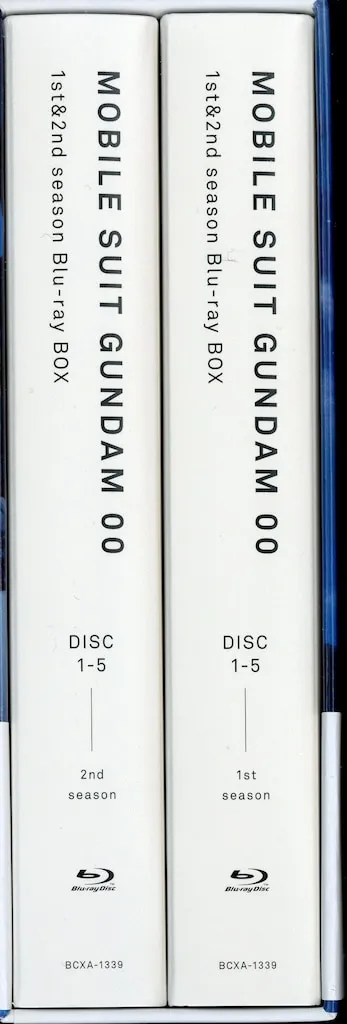 MOBILE SUIT GUNDAM 00
1st&2nd season Blu-ray BOX
DISC
1-5
2nd
season
Blu-ray Disc
BCXA-1339
MOBILE SUIT GUNDAM 00
1st&2nd season Blu-ray BOX
DISC
1-5
1st
season
Blu-ray Disc
BCXA-1339